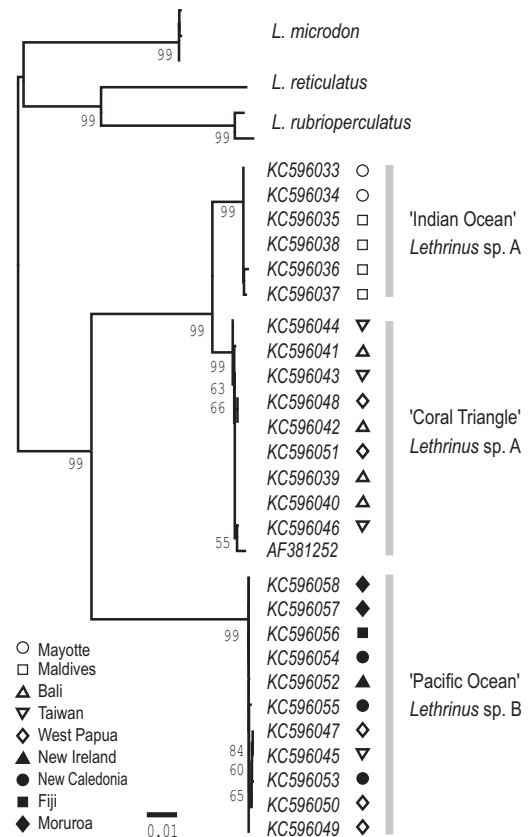 L. microdon
99
L. reticulatus
99
L. rubrioperculatus
99
KC596033
KC596034
99
KC596035
'Indian Ocean'
KC596038
Lethrinus sp. A
KC596036
KC596037
99
KC596044
KC596041
99
KC596043
63
KC596048
66
'Coral Triangle'
KC596042
Lethrinus sp. A
KC596051
99
KC596039
KC596040
KC596046
55
AF381252
KC596058
KC596057
99
KC596056
KC596054
KC596052
'Pacific Ocean'
KC596055
Lethrinus sp. B
KC596047
84
KC596045
60
KC596053
65
KC596050
KC596049
Mayotte
Maldives
Bali
Taiwan
West Papua
New Ireland
New Caledonia
Fiji
Moruroa
0.01